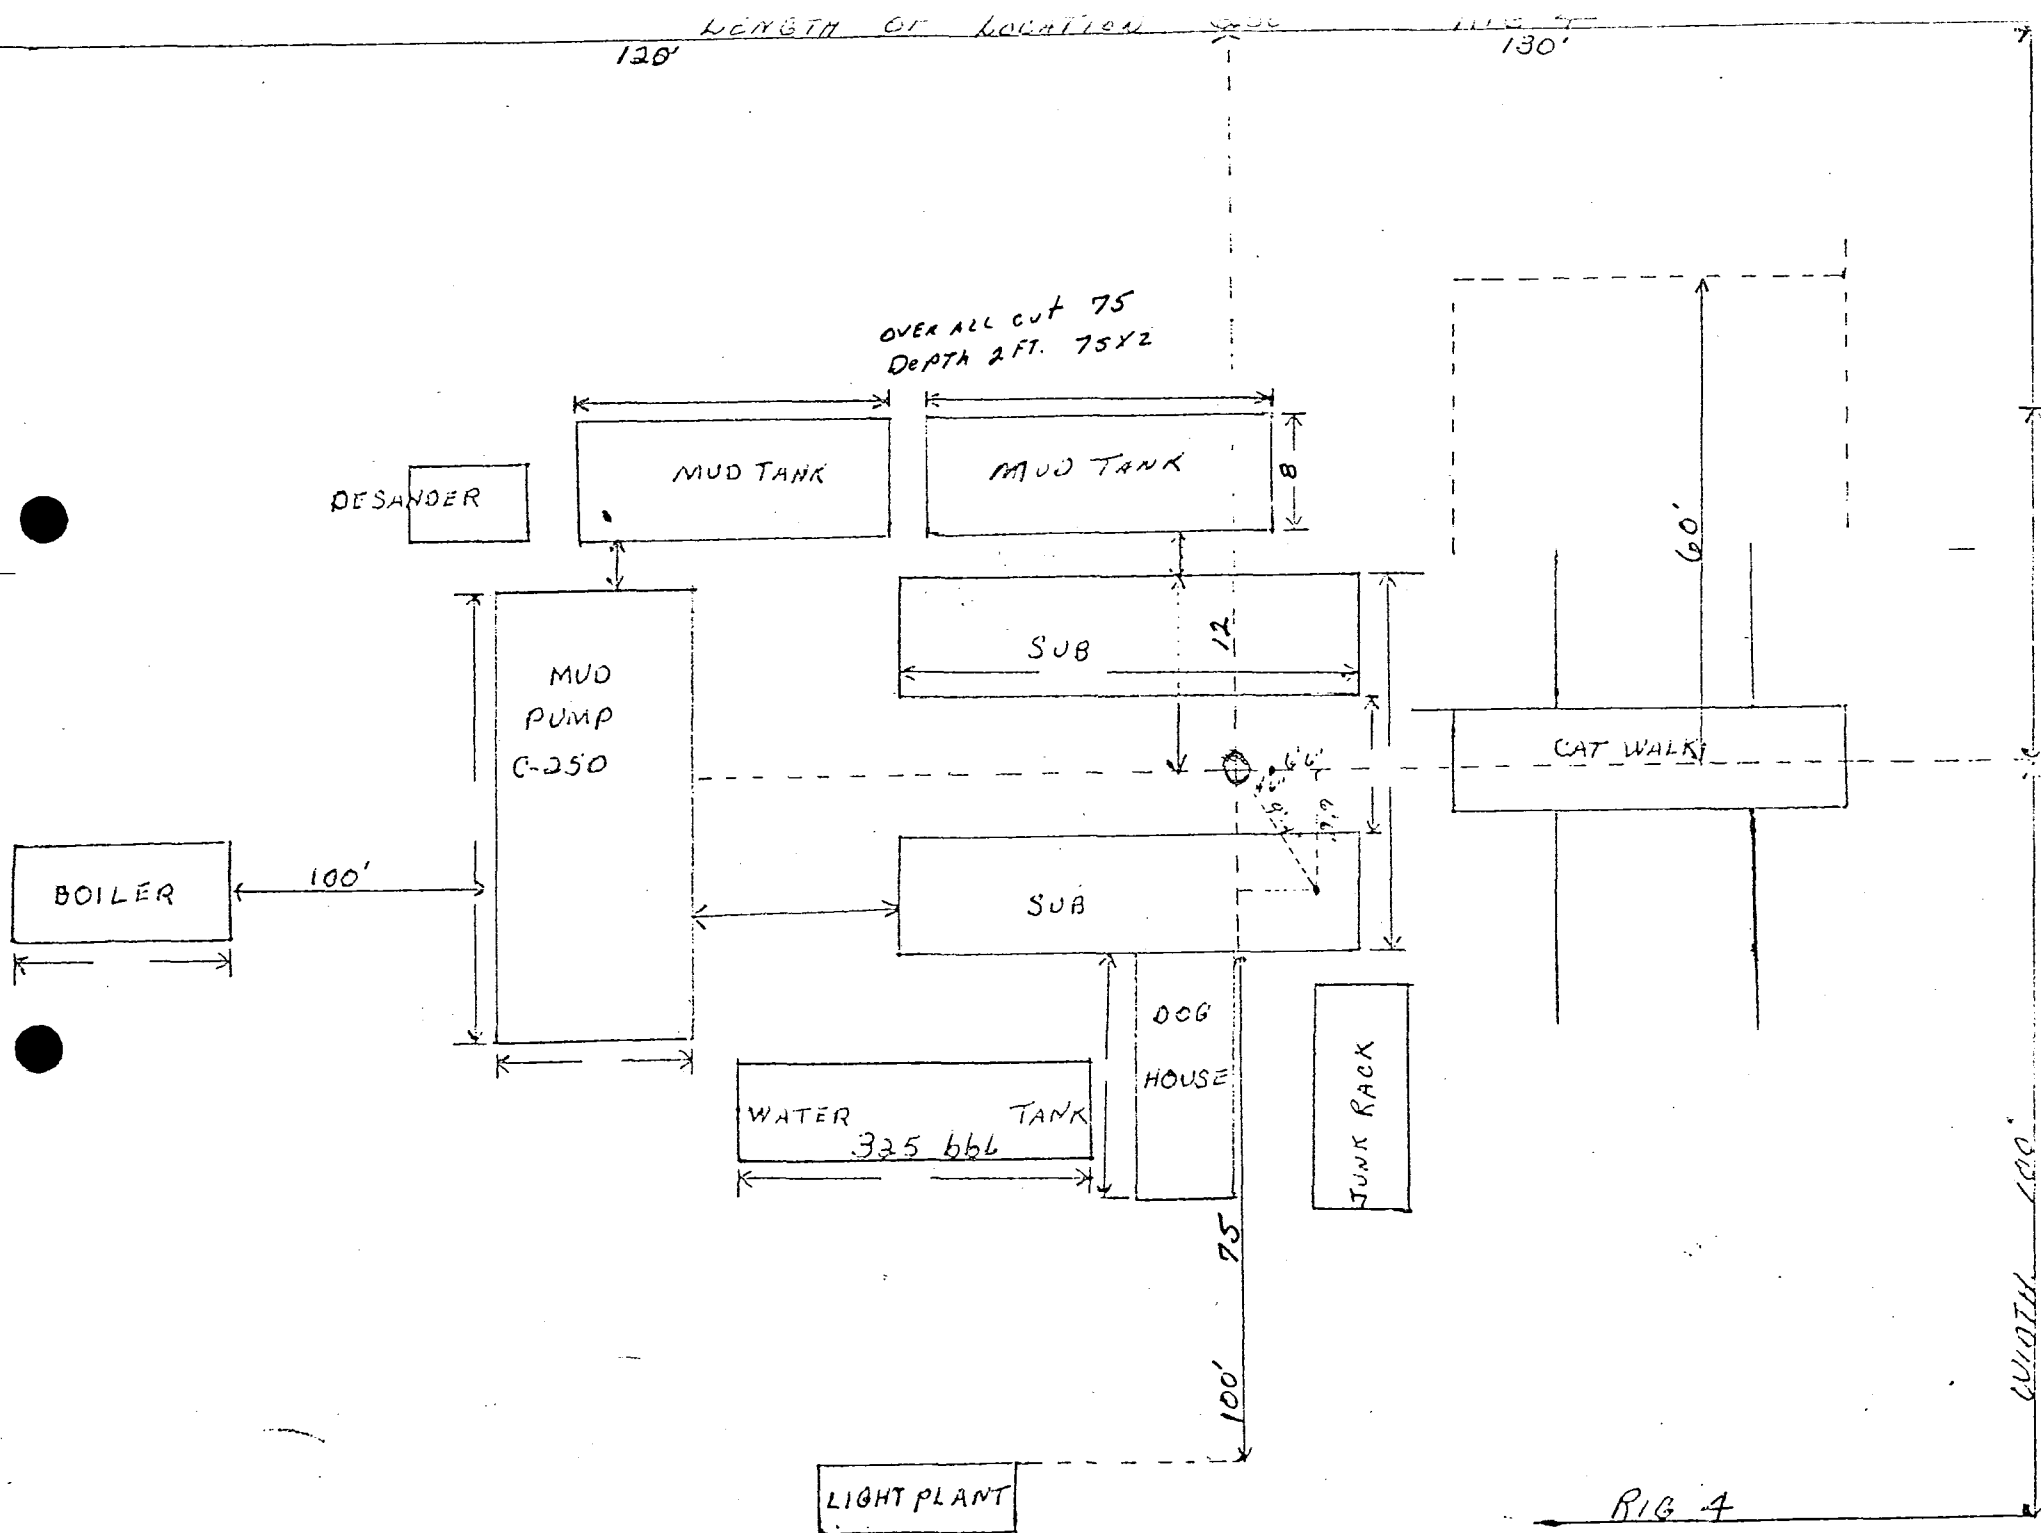 LENGTH OF LOCATION
120'
130'
OVER ALL CUT 75
DEPTH 2 FT. 75X2
MUD TANK
MUD TANK
8
DESANDER
60'
12
SUB
MUD
PUMP
C-250
CAT WALK
6'6"
BOILER
100'
SUB
DOG
HOUSE
JUNK RACK
WATER TANK
325 bbl
75
100'
WIDTH
LIGHT PLANT
RIG 4